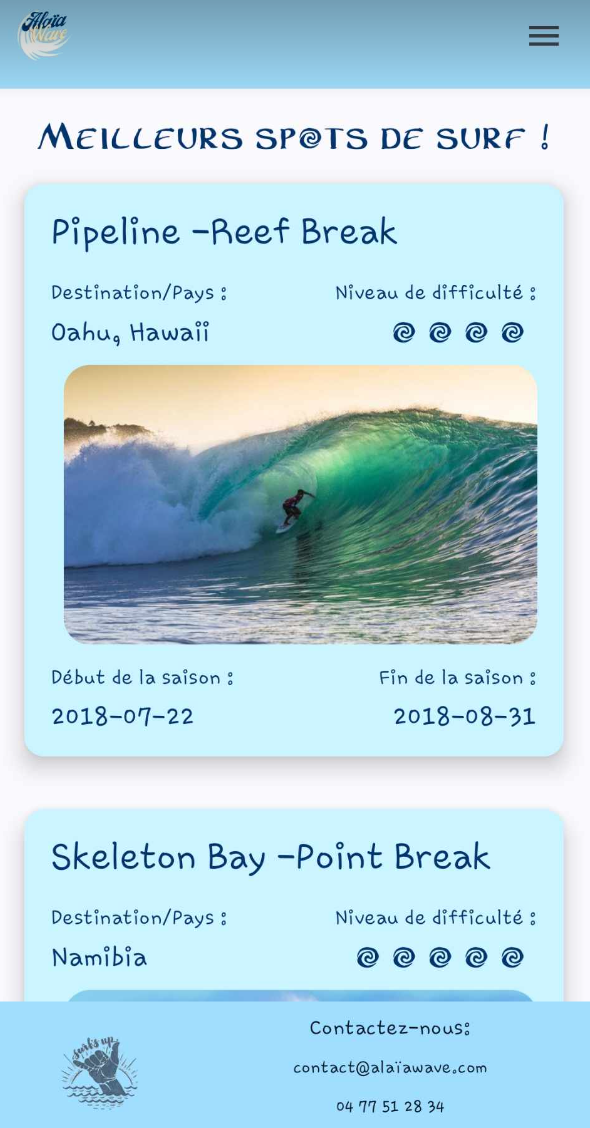 Aloïa
Wave
MEILLEURS SP@TS DE SURF !
Pipeline -Reef Break
Destination/Pays : Niveau de difficulté :
Oahu, Hawaii
Début de la saison : Fin de la saison :
2018-07-22 2018-08-31
Skeleton Bay -Point Break
Destination/Pays : Niveau de difficulté :
Namibia
Surf's up
Contactez-nous:
contact@alaïawave.com
04 77 51 28 34